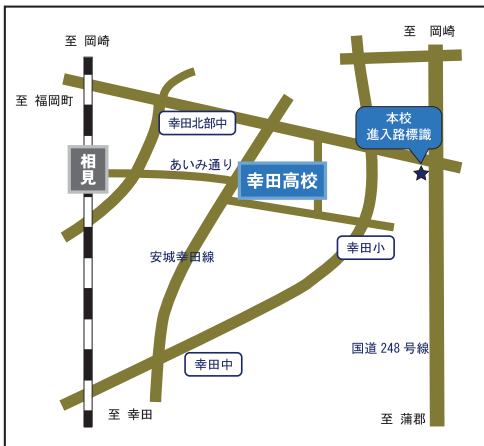 至 岡崎
至 岡崎
至 福岡町
幸田北部中
本校
進入路標識
相見
あいみ通り
幸田高校
幸田小
安城幸田線
国道 248 号線
幸田中
至 幸田
至 蒲郡